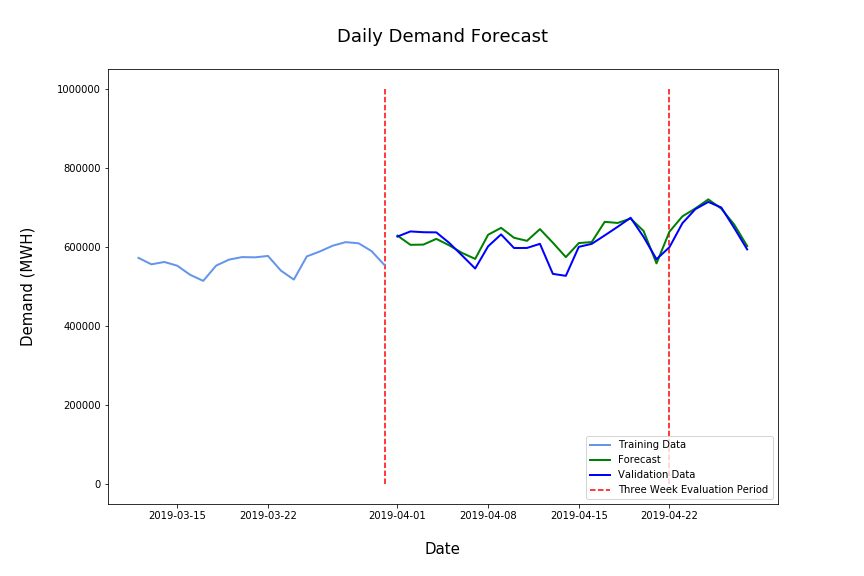 Daily Demand Forecast
Demand (MWH)
1000000
800000
600000
400000
200000
0
Training Data
Forecast
Validation Data
Three Week Evaluation Period
2019-03-15 2019-03-22 2019-04-01 2019-04-08 2019-04-15 2019-04-22
Date